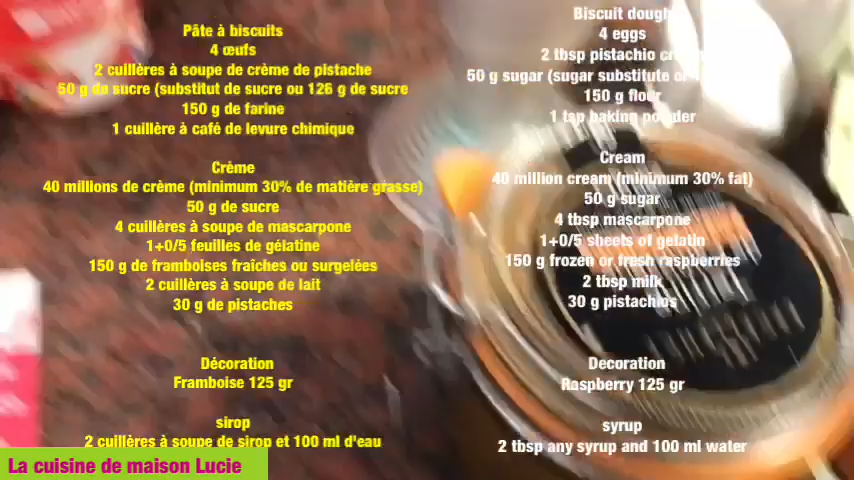 Pâte à biscuits
4 œufs
2 cuillères à soupe de crème de pistache
50 g de sucre (substitut de sucre ou 126 g de sucre
150 g de farine
1 cuillère à café de levure chimique
Crème
40 millions de crème (minimum 30% de matière grasse)
50 g de sucre
4 cuillères à soupe de mascarpone
1+0/5 feuilles de gélatine
150 g de framboises fraîches ou surgelées
2 cuillères à soupe de lait
30 g de pistaches
Décoration
Framboise 125 gr
sirop
2 cuillères à soupe de sirop et 100 ml d'eau
La cuisine de maison Lucie
Biscuit dough
4 eggs
2 tbsp pistachio
50 g sugar (sugar substitute or
150 g flour
1 tsp baking powder
Cream
40 million cream (minimum 30% fat)
50 g sugar
4 tbsp mascarpone
1+0/5 sheets of gelatin
150 g frozen or fresh raspberries
2 tbsp milk
30 g pistachios
Decoration
Raspberry 125 gr
syrup
2 tbsp any syrup and 100 ml water